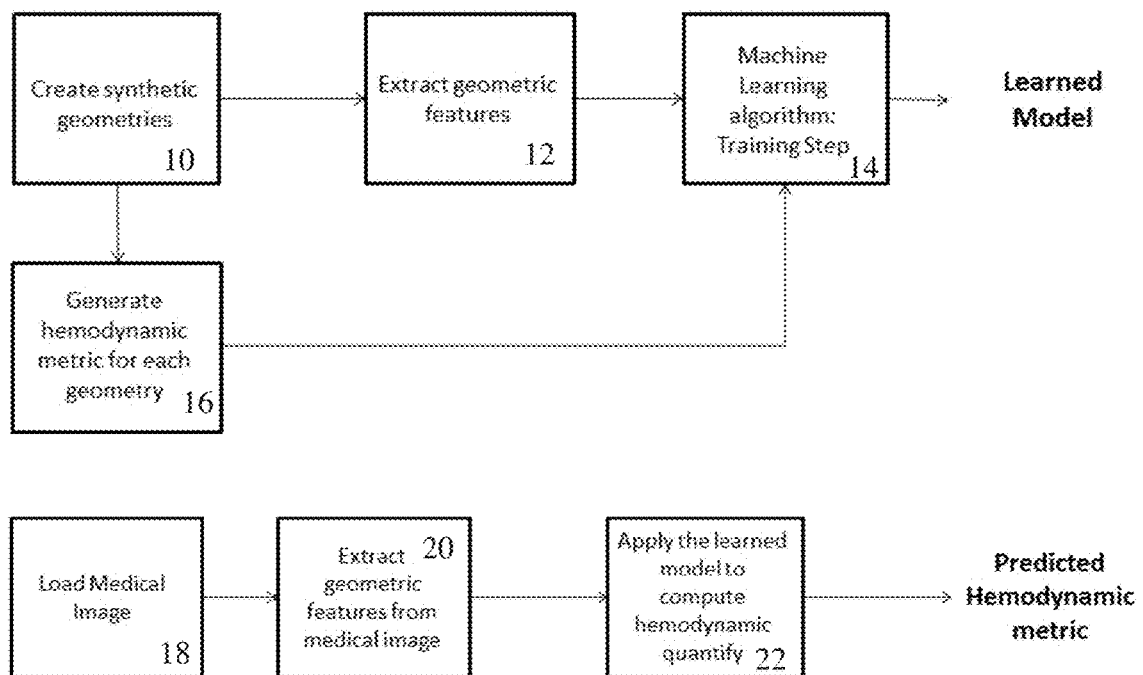 Create synthetic
geometries
10
Extract geometric
features
12
Machine
Learning
algorithm:
Training Step
14
Learned
Model
Generate
hemodynamic
metric for each
geometry
16
Load Medical
Image
18
Extract
20
geometric
features from
medical image
Apply the learned
model to
compute
hemodynamic
quantify
22
Predicted
Hemodynamic
metric